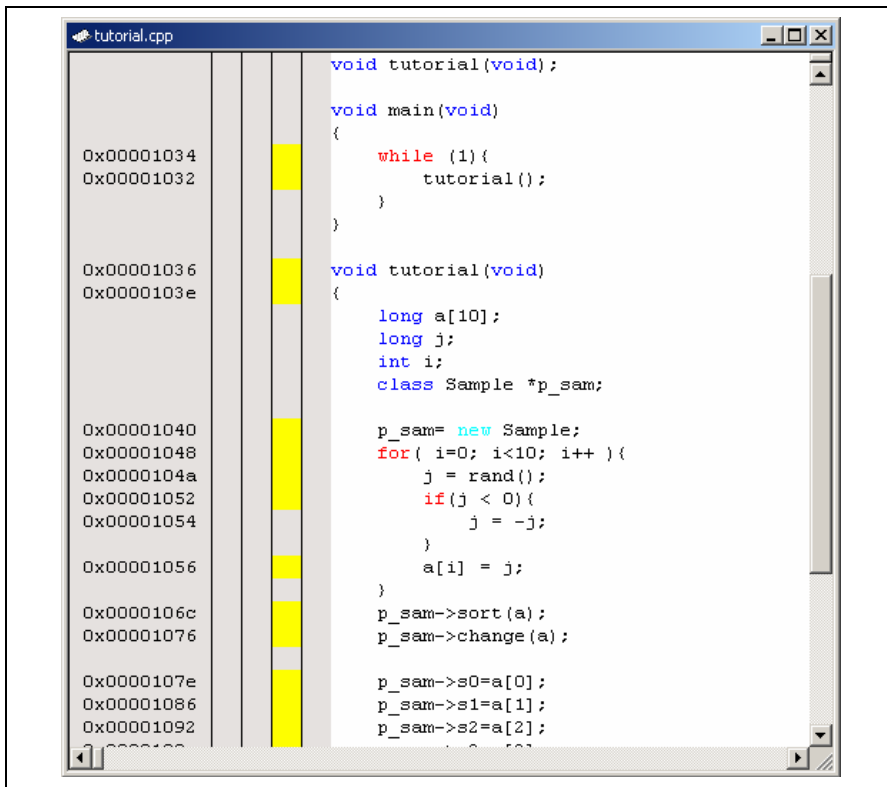 tutorial.cpp
void tutorial(void);
void main(void)
{
0x00001034 while (1){
0x00001032 tutorial();
}
}
0x00001036 void tutorial(void)
0x0000103e {
long a[10];
long j;
int i;
class Sample *p_sam;
0x00001040 p_sam= new Sample;
0x00001048 for( i=0; i<10; i++ ){
0x0000104a j = rand();
0x00001052 if(j < 0){
0x00001054 j = -j;
}
0x00001056 a[i] = j;
}
0x0000106c p_sam->sort(a);
0x00001076 p_sam->change(a);
0x0000107e p_sam->s0=a[0];
0x00001086 p_sam->s1=a[1];
0x00001092 p_sam->s2=a[2];